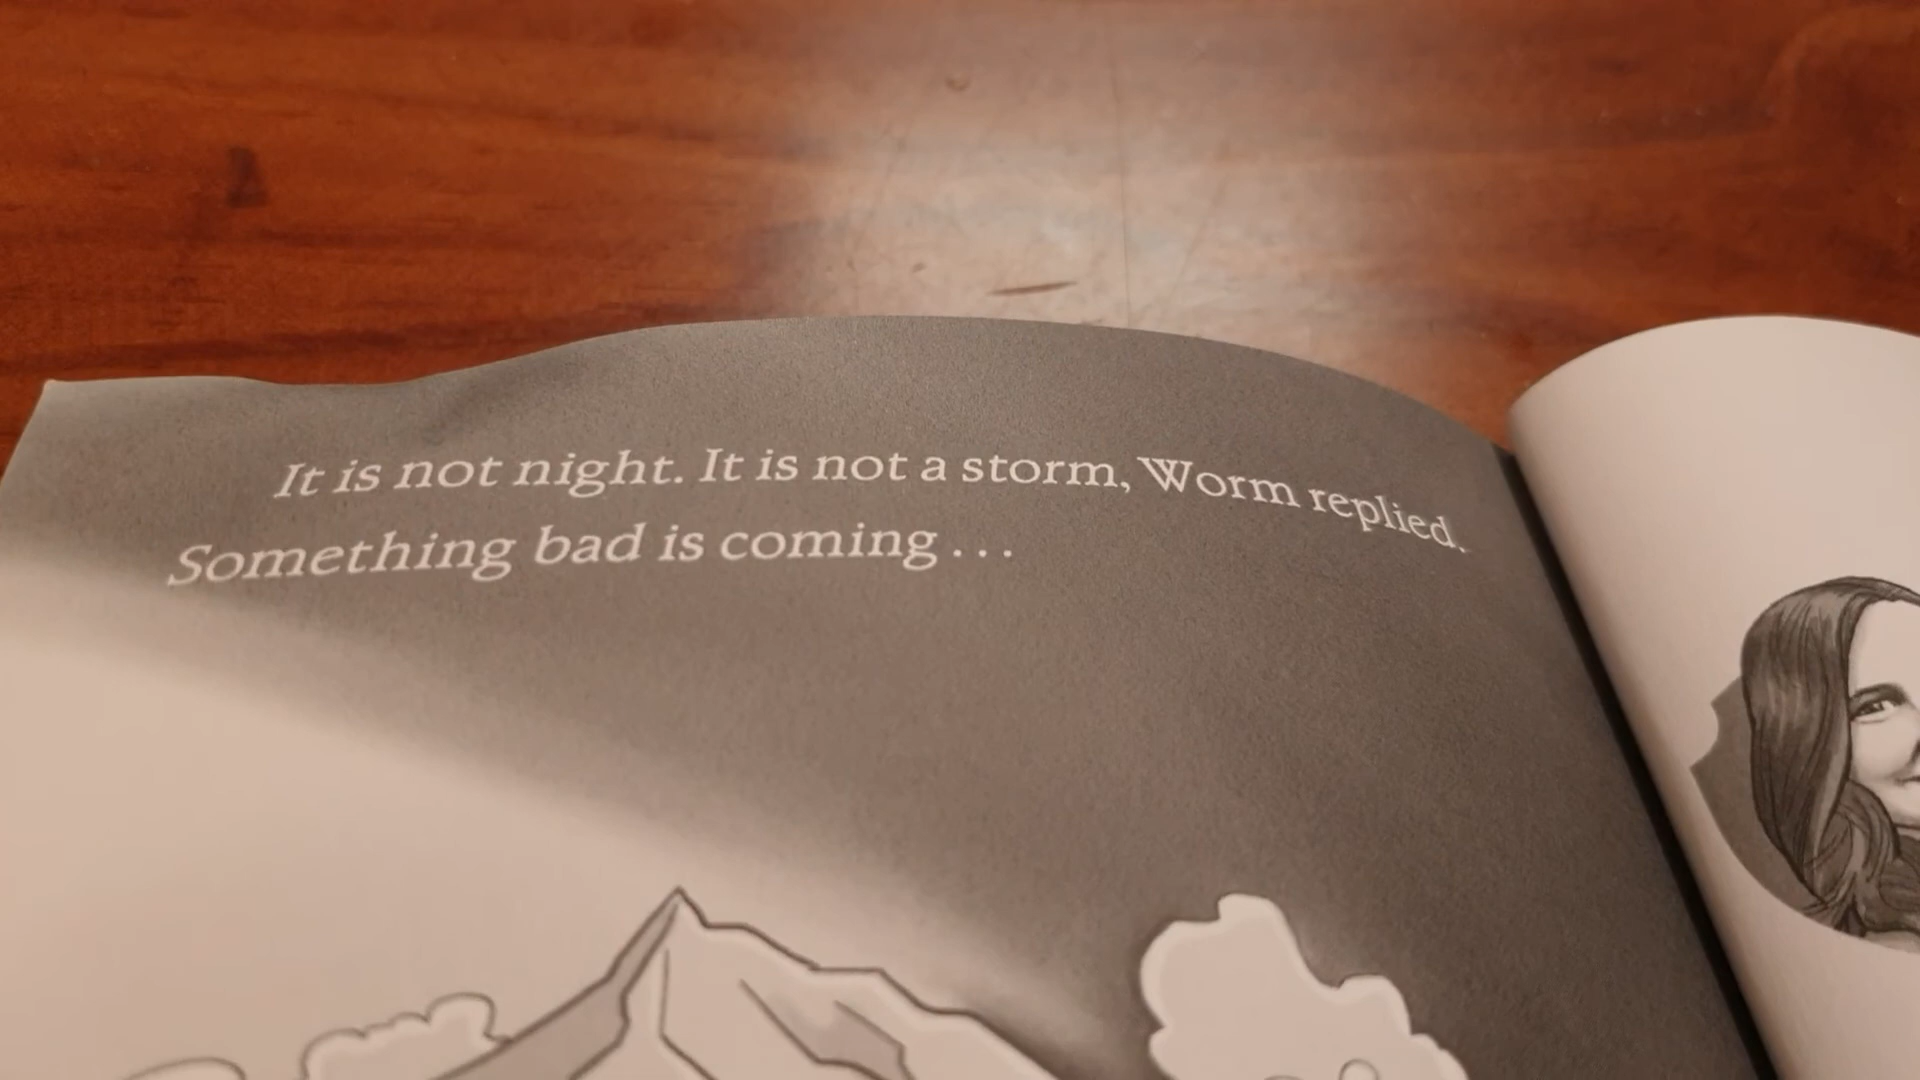 It is not night. It is not a storm, Worm replied.
Something bad is coming . . .